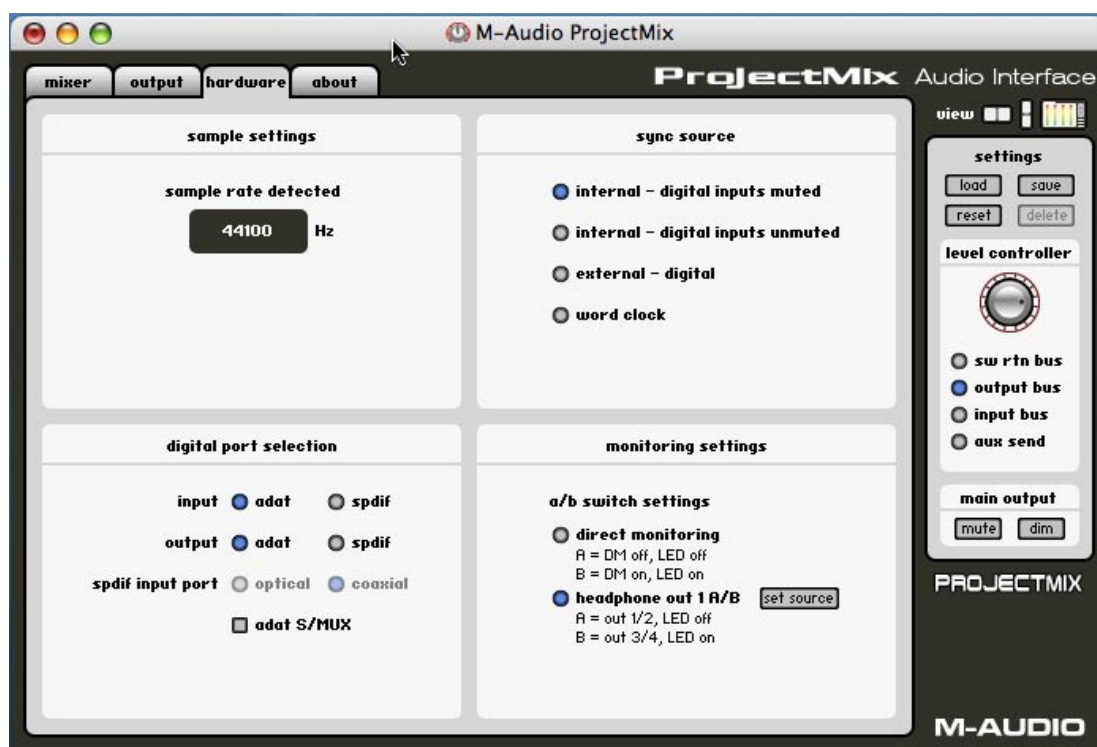 M-Audio ProjectMix
mixer output hardware about
ProjectMix Audio Interface
view
sample settings
sample rate detected
44100 Hz
sync source
internal - digital inputs muted
internal - digital inputs unmuted
external - digital
word clock
digital port selection
input adat spdif
output adat spdif
spdif input port optical coaxial
adat S/MUX
monitoring settings
a/b switch settings
direct monitoring
A = DM off, LED off
B = DM on, LED on
headphone out 1 A/B set source
A = out 1/2, LED off
B = out 3/4, LED on
settings
load save
reset delete
level controller
sw rtn bus
output bus
input bus
aux send
main output
mute dim
PROJECTMIX
M-AUDIO